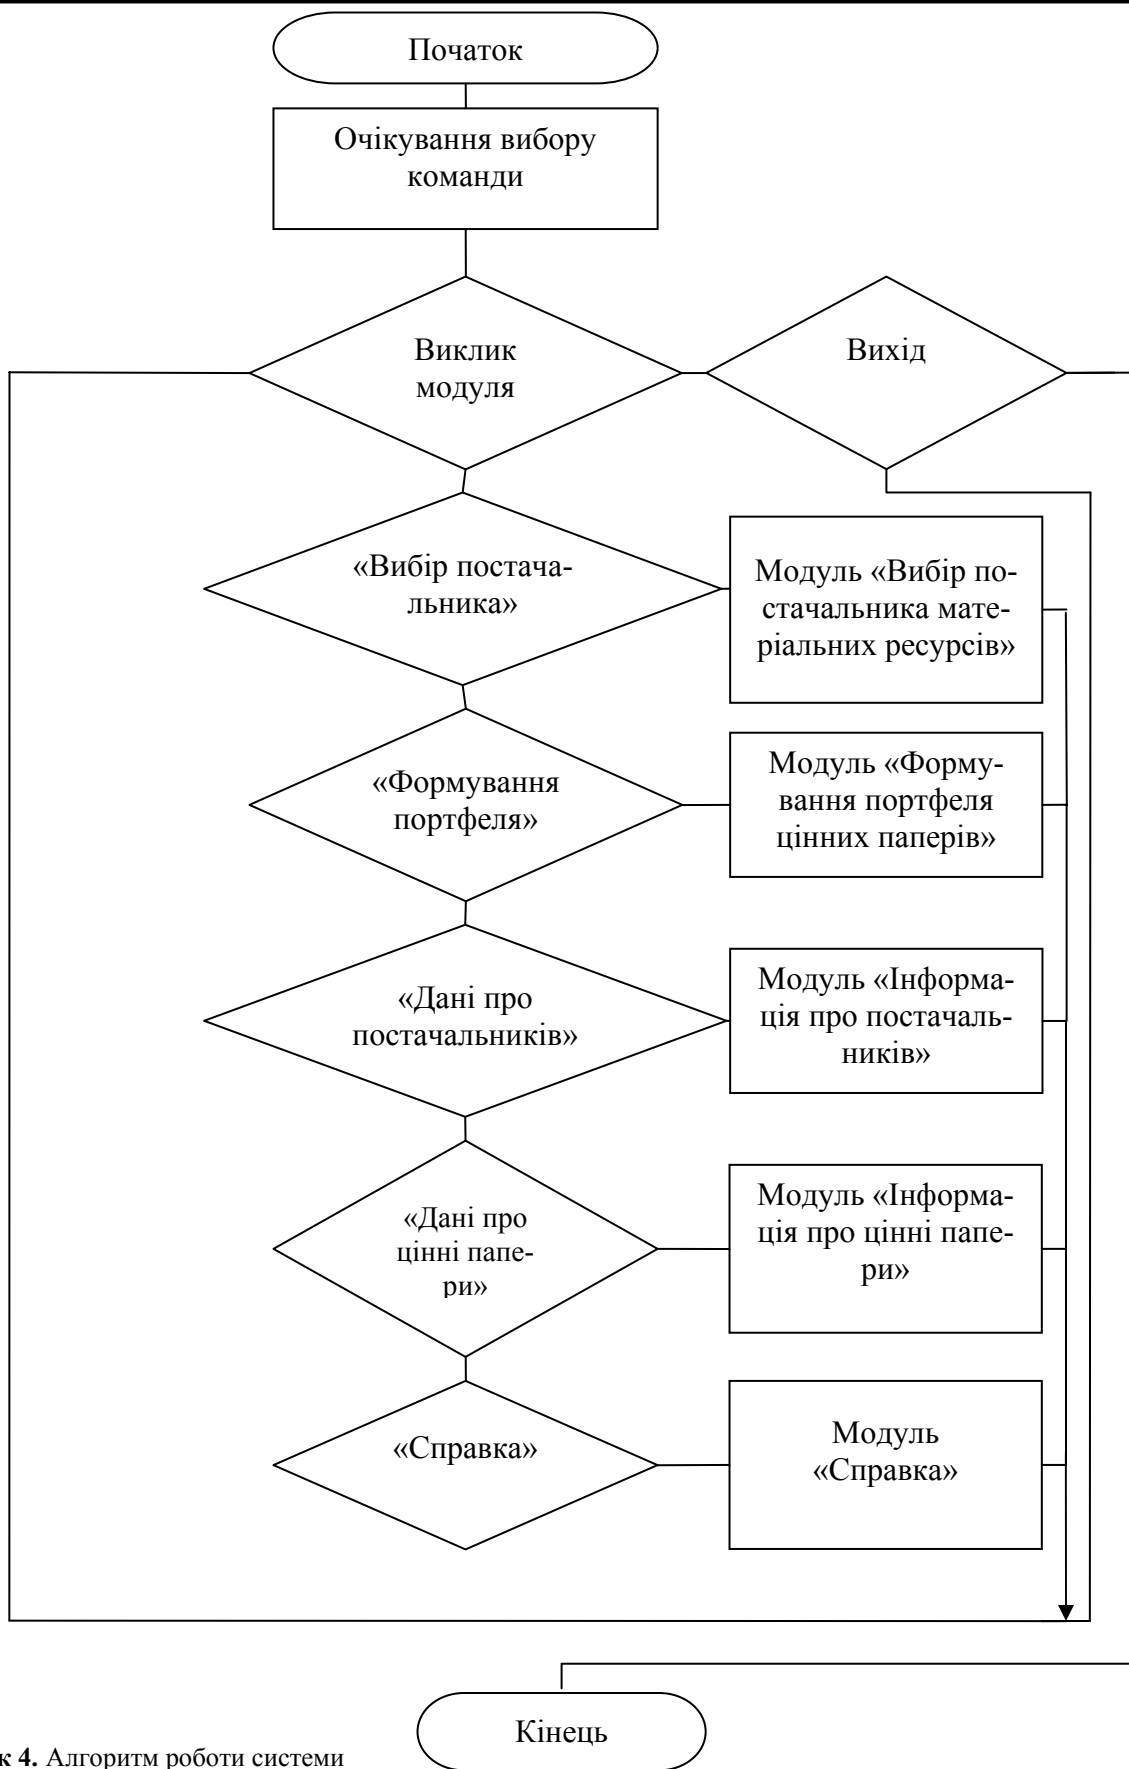 Початок
Очікування вибору
команди
Виклик
модуля
Вихід
«Вибір постача-
льника»
Модуль «Вибір по-
стачальника мате-
ріальних ресурсів»
«Формування
портфеля»
Модуль «Форму-
вання портфеля
цінних паперів»
«Дані про
постачальників»
Модуль «Інформа-
ція про постачаль-
ників»
«Дані про
цінні папе-
ри»
Модуль «Інформа-
ція про цінні папе-
ри»
«Справка»
Модуль
«Справка»
Кінець
к 4. Алгоритм роботи системи